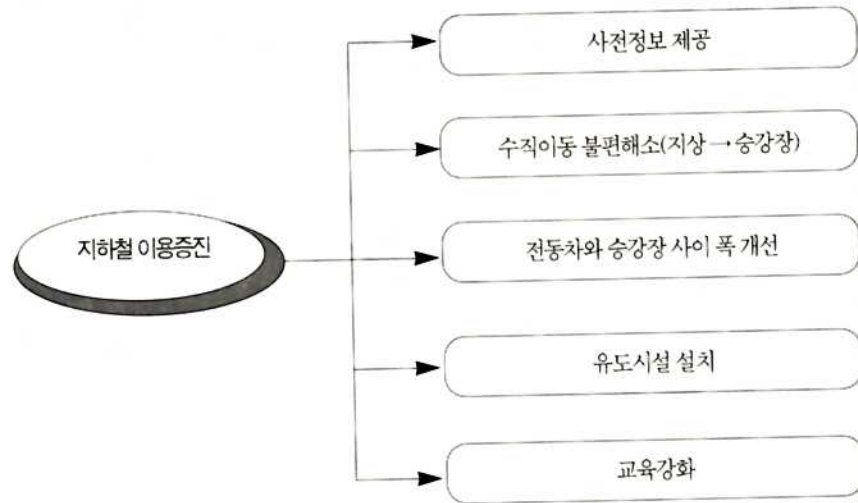 사전정보 제공
수직이동 불편해소(지상 → 승강장)
지하철 이용증진
전동차와 승강장 사이 폭 개선
유도시설 설치
교육강화